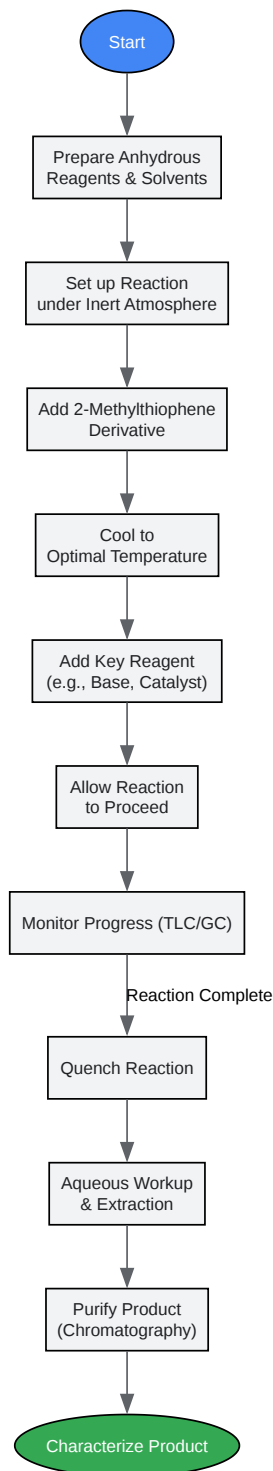 Start
Prepare Anhydrous
Reagents & Solvents
Set up Reaction
under Inert Atmosphere
Add 2-Methylthiophene
Derivative
Cool to
Optimal Temperature
Add Key Reagent
(e.g., Base, Catalyst)
Allow Reaction
to Proceed
Monitor Progress (TLC/GC)
Reaction Complete
Quench Reaction
Aqueous Workup
& Extraction
Purify Product
(Chromatography)
Characterize Product